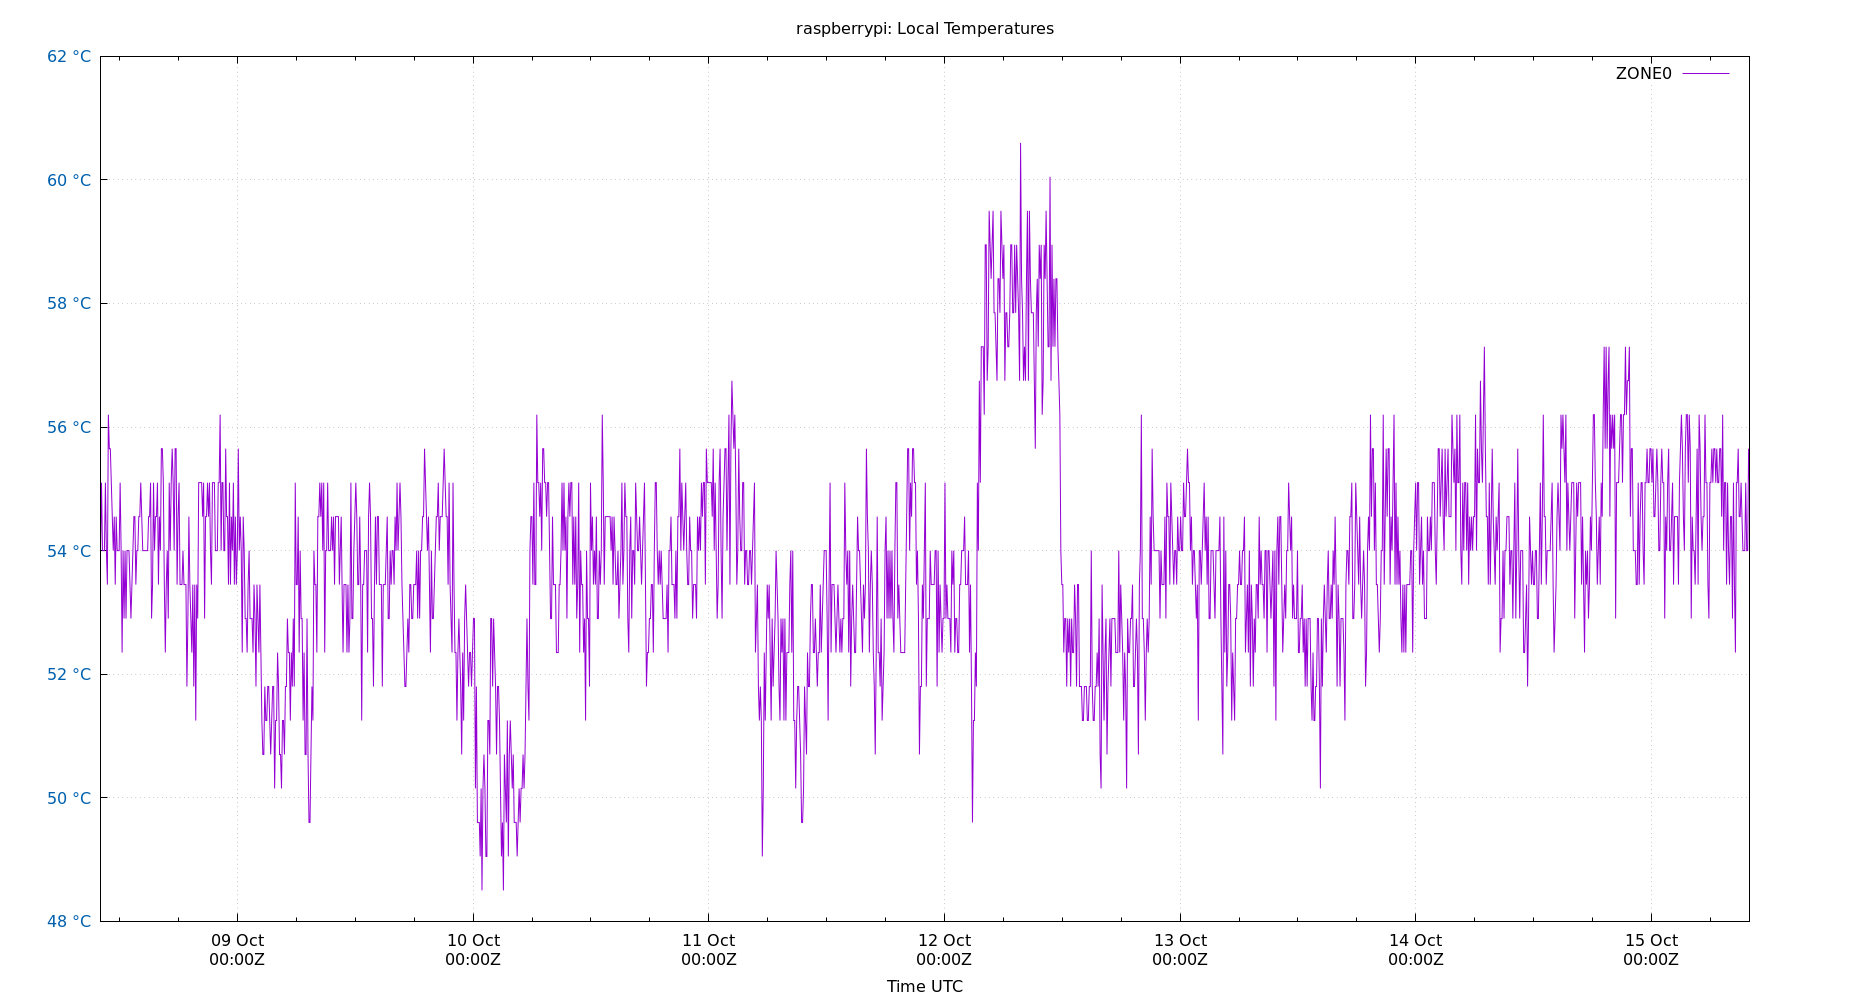 raspberrypi: Local Temperatures
62 °C
ZONE0
60 °C
58 °C
56 °C
54 °C
52 °C
50 °C
48 °C
09 Oct 10 Oct 11 Oct 12 Oct 13 Oct 14 Oct 15 Oct
00:00Z 00:00Z 00:00Z 00:00Z 00:00Z 00:00Z 00:00Z
Time UTC